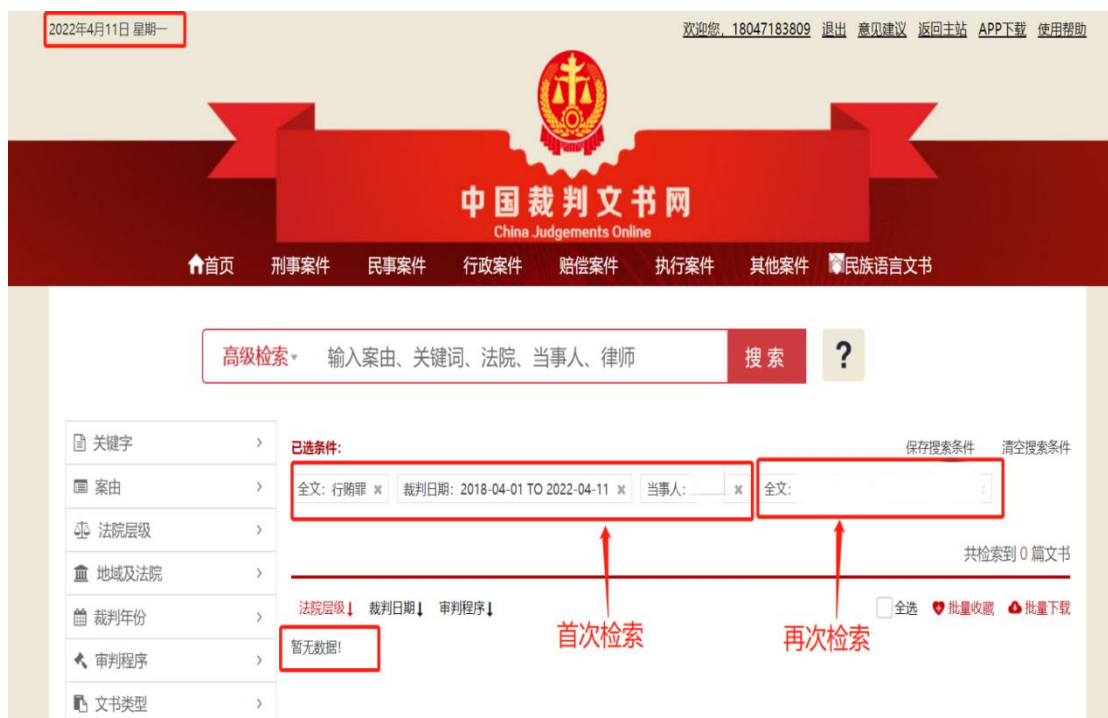 2022年4月11日 星期一
欢迎您，18047183809 退出 意见建议 返回主站 APP下载 使用帮助
中国裁判文书网
China Judgements Online
首页 刑事案件 民事案件 行政案件 赔偿案件 执行案件 其他案件 民族语言文书
高级检索 输入案由、关键词、法院、当事人、律师 搜索 ?
关键字
案由
法院层级
地域及法院
裁判年份
审判程序
文书类型
已选条件:
保存搜索条件 清空搜索条件
全文: 行贿罪 × 裁判日期: 2018-04-01 TO 2022-04-11 × 当事人: × 全文:
共检索到 0 篇文书
法院层级↓ 裁判日期↓ 审判程序↓
全选 批量收藏 批量下载
暂无数据!
首次检索
再次检索